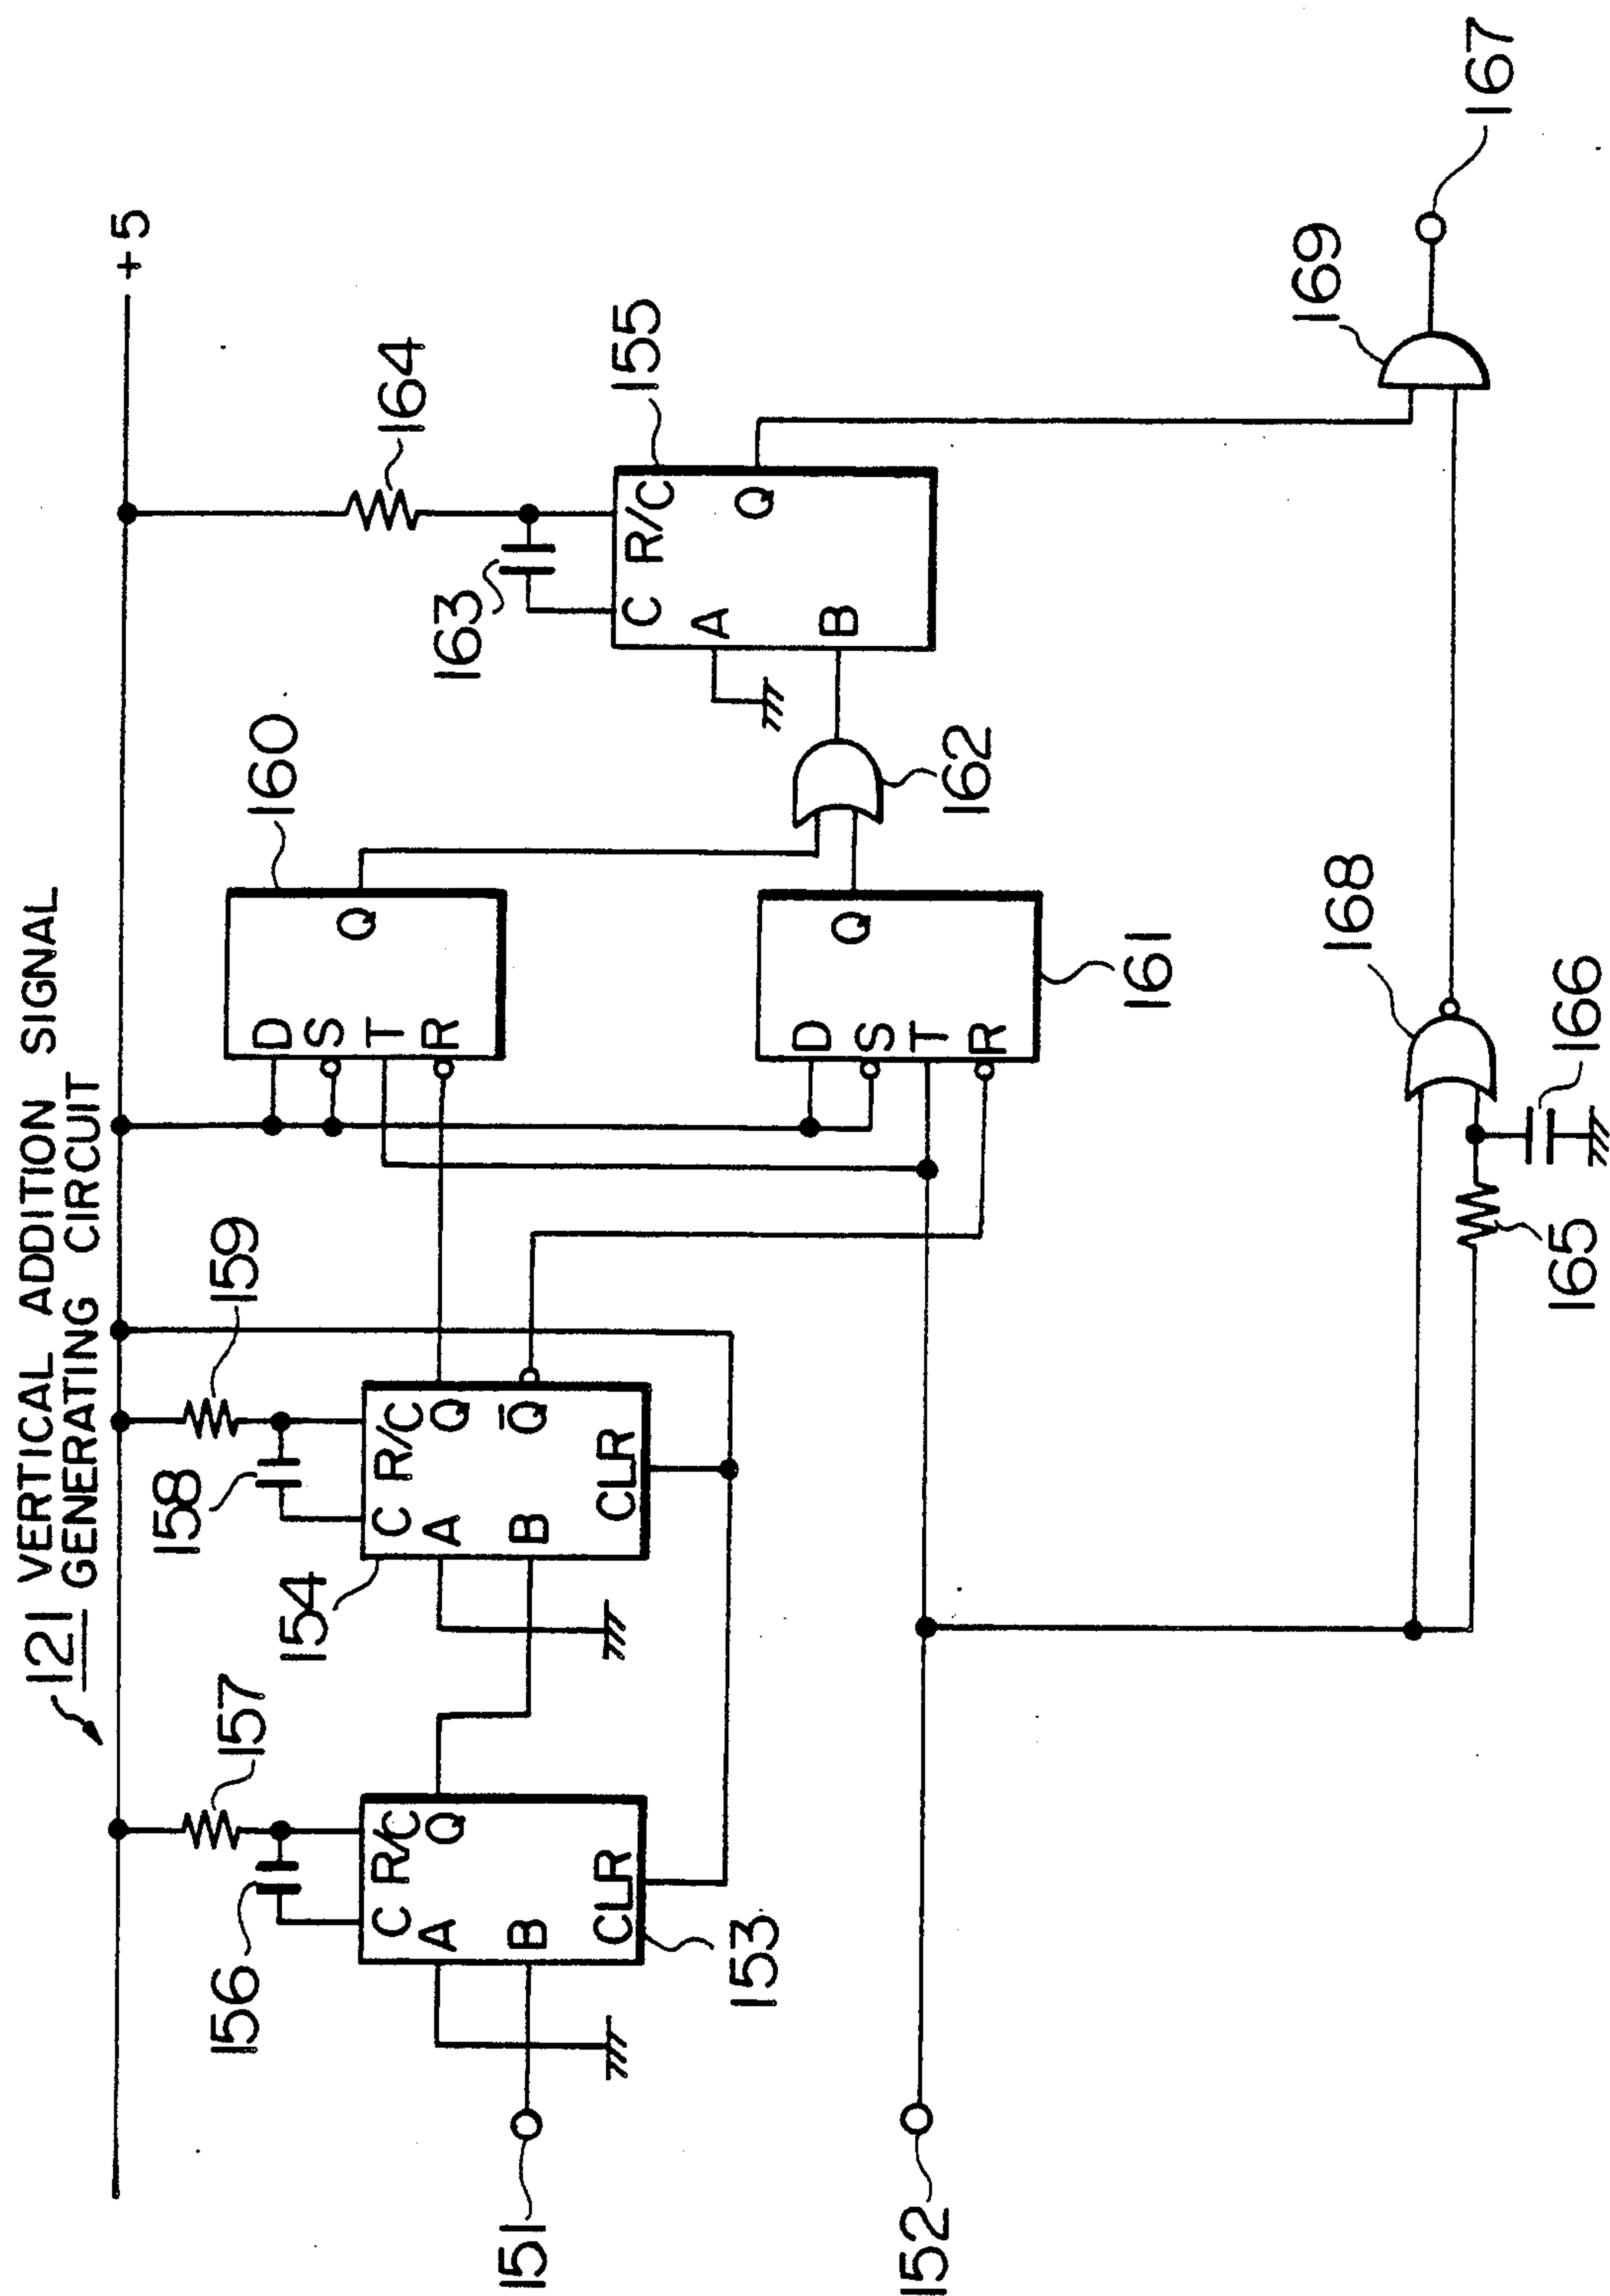 121 VERTICAL ADDITION SIGNAL
GENERATING CIRCUIT
+5
156
157
158
159
160
164
C R/C
A Q
B
CLR
153
154
C R/C
A Q
B Q̅
CLR
D
S Q
T
R
163
C R/C
A
Q
B
155
D
S Q
T
R
161
162
151
152
168
169
165
166
167